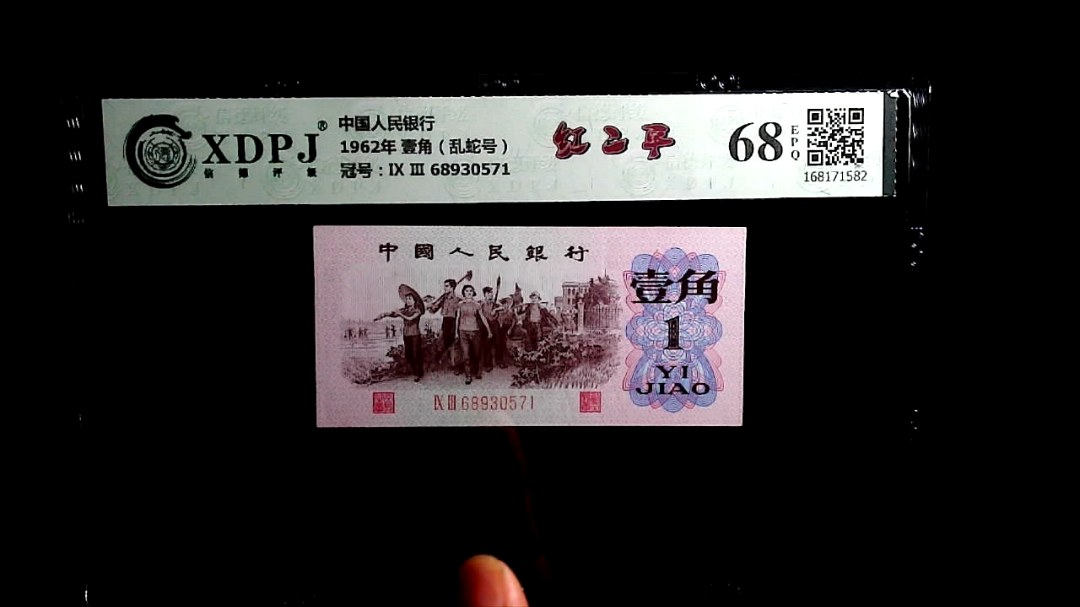 XDPJ®
信德评级
中国人民银行
1962年 壹角（乱蛇号）
冠号：Ⅸ Ⅲ 68930571
红二平
68
EPQ
168171582
中國人民銀行
壹角
1
YI
JIAO
Ⅸ Ⅲ 68930571